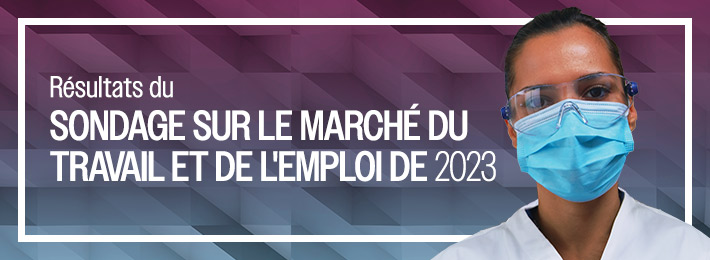 Résultats du
SONDAGE SUR LE MARCHÉ DU
TRAVAIL ET DE L'EMPLOI DE 2023